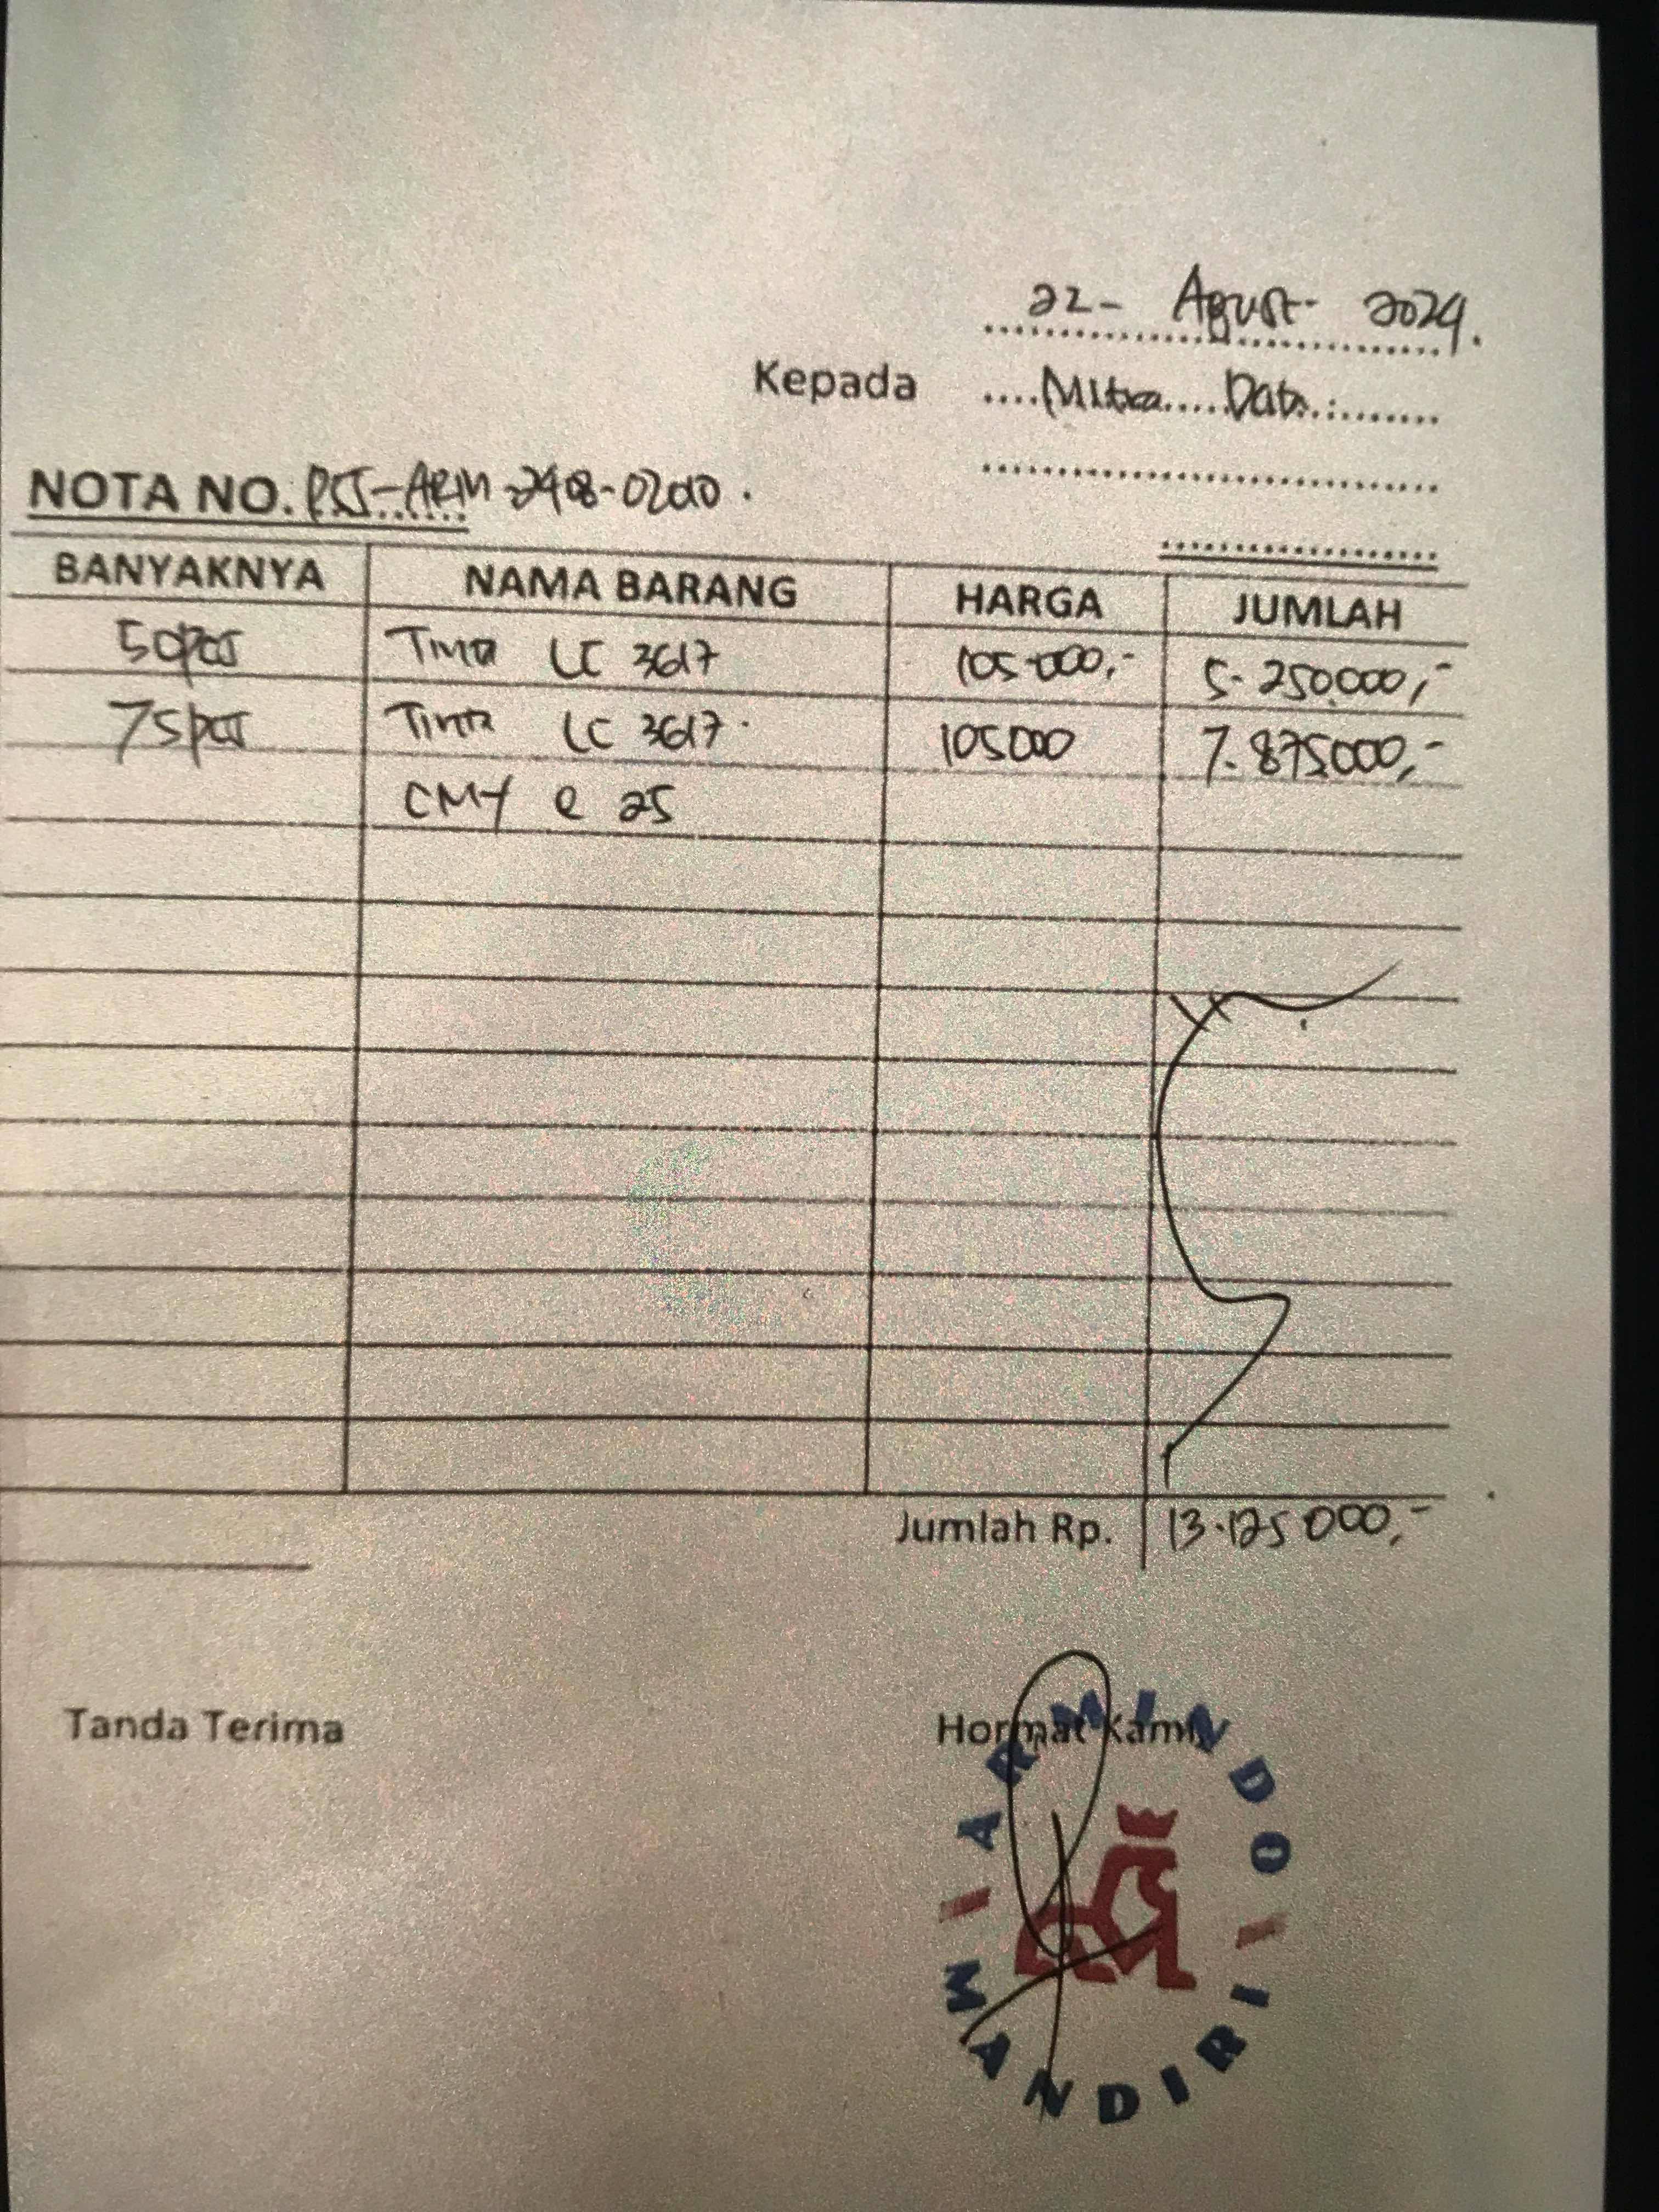 22- Agust- 2024.
Kepada Mitra Data
NOTA NO. PSJ-ARM-2408-0200.
BANYAKNYA NAMA BARANG HARGA JUMLAH
50pcs Tinta LC 3617 105.000,- 5.250.000,-
75pcs Tinta LC 3617. 105000 7.875000,-
CMY @ 25
Jumlah Rp. 13.125 000,-
Tanda Terima Hormat Kami
ARMINDO
MANDIRI